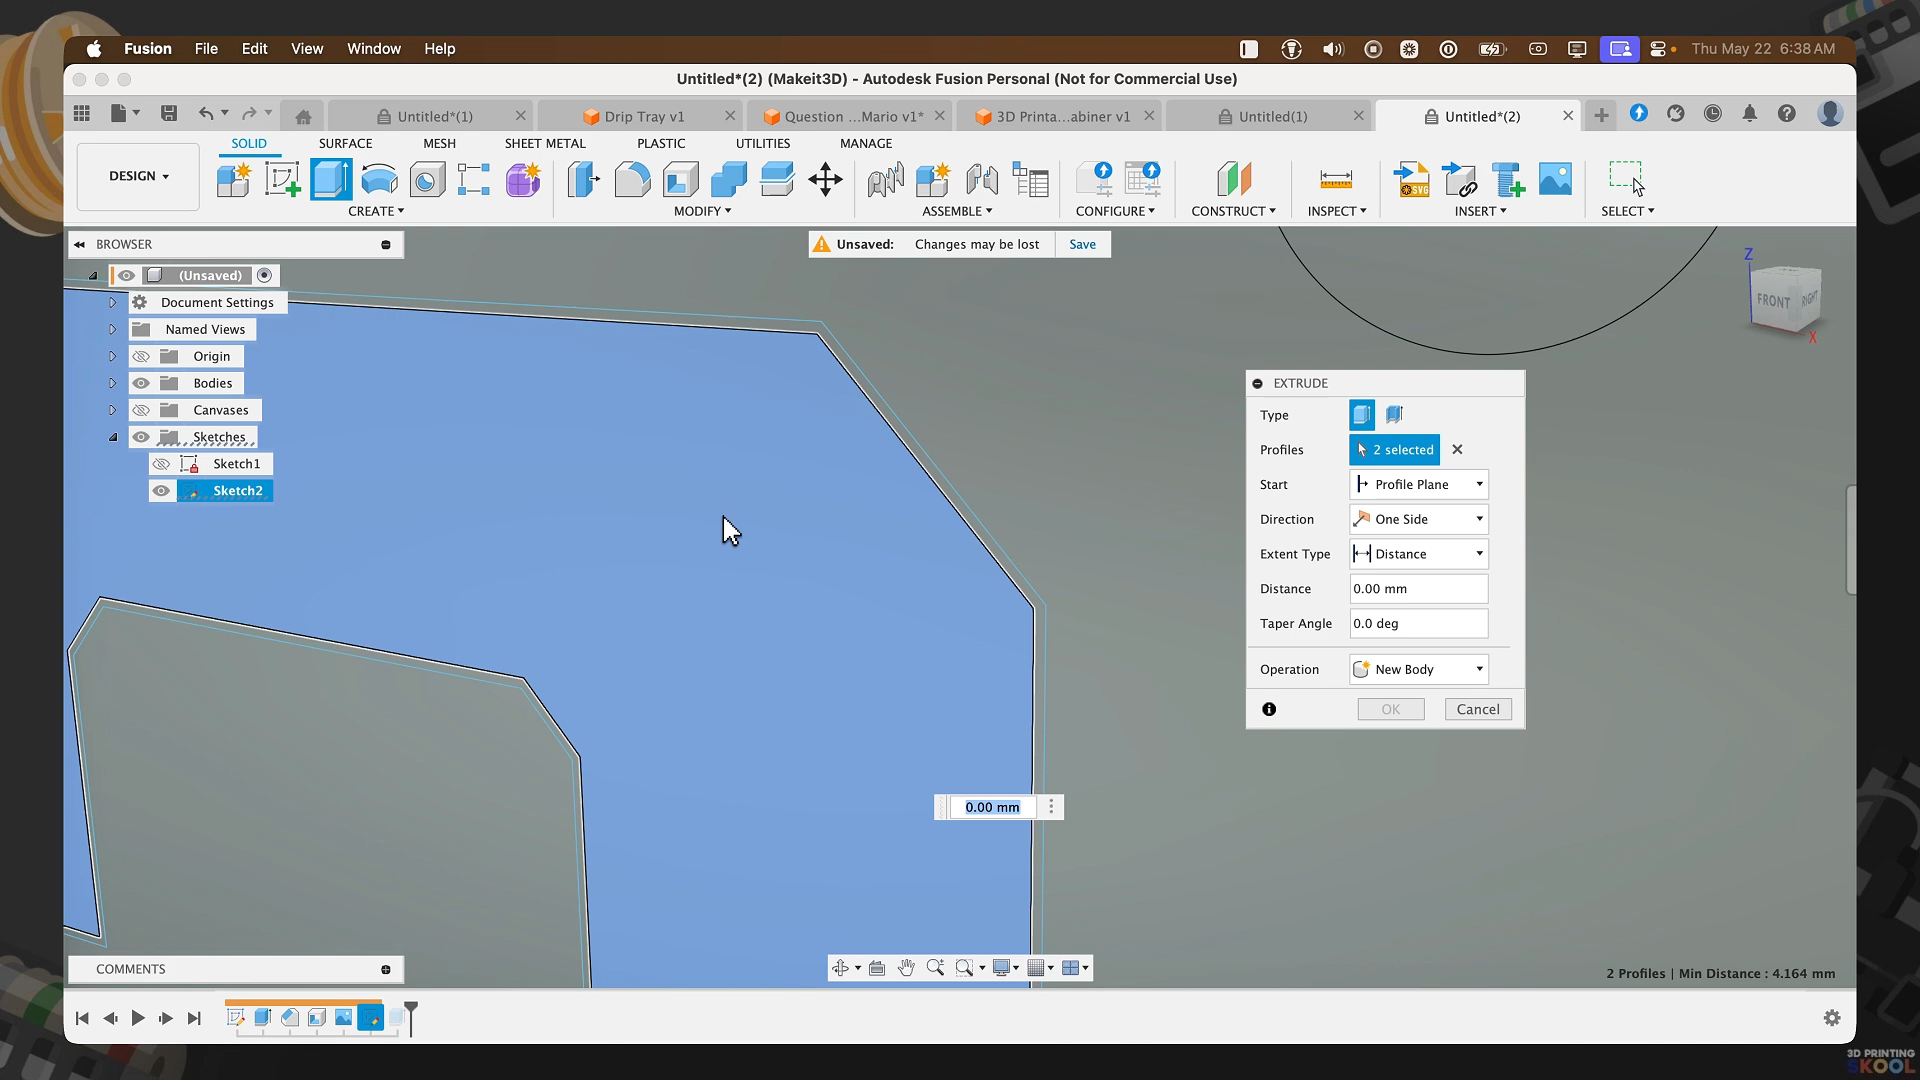 Fusion File Edit View Window Help Thu May 22 6:38 AM
Untitled*(2) (Makeit3D) - Autodesk Fusion Personal (Not for Commercial Use)
Untitled*(1) Drip Tray v1 Question ...Mario v1* 3D Printa...abiner v1 Untitled(1) Untitled*(2)
SOLID SURFACE MESH SHEET METAL PLASTIC UTILITIES MANAGE
DESIGN
SVG
CREATE MODIFY ASSEMBLE CONFIGURE CONSTRUCT INSPECT INSERT SELECT
BROWSER
Unsaved: Changes may be lost Save
(Unsaved)
Document Settings
Named Views
Origin
Bodies
Canvases
Sketches
Sketch1
Sketch2
Z
FRONT RIGHT
X
EXTRUDE
Type
Profiles 2 selected
Start Profile Plane
Direction One Side
Extent Type Distance
Distance 0.00 mm
Taper Angle 0.0 deg
Operation New Body
OK Cancel
0.00 mm
COMMENTS
2 Profiles | Min Distance : 4.164 mm
3D PRINTING
SKOOL